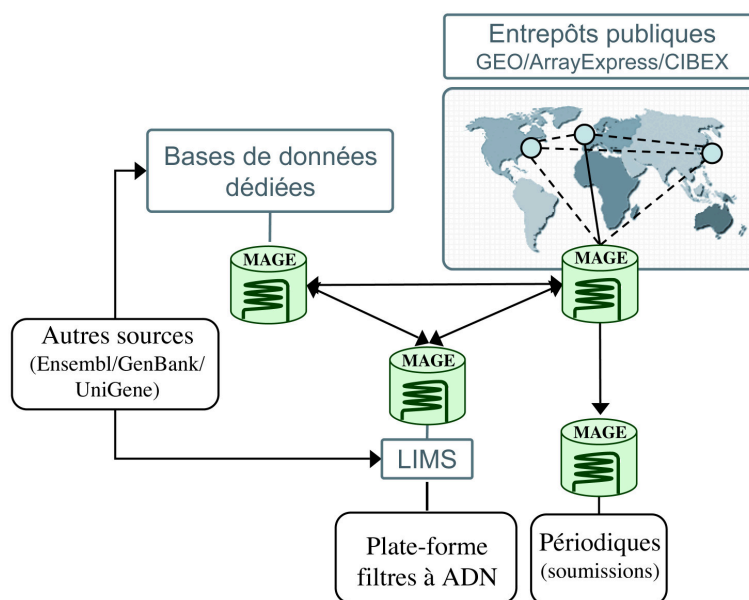 Entrepôts publiques
GEO/ArrayExpress/CIBEX
Bases de données
dédiées
MAGE
MAGE
Autres sources
(Ensembl/GenBank/
UniGene)
MAGE
MAGE
LIMS
Plate-forme
filtres à ADN
Périodiques
(soumissions)